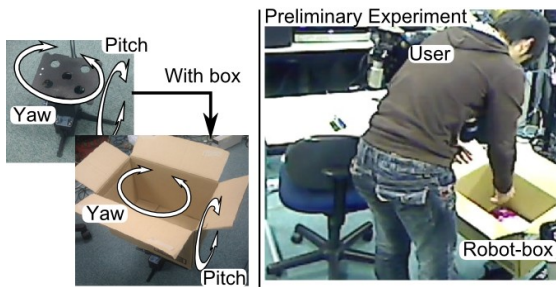 Pitch
Yaw
With box
Yaw
Pitch
Preliminary Experiment
User
Robot-box